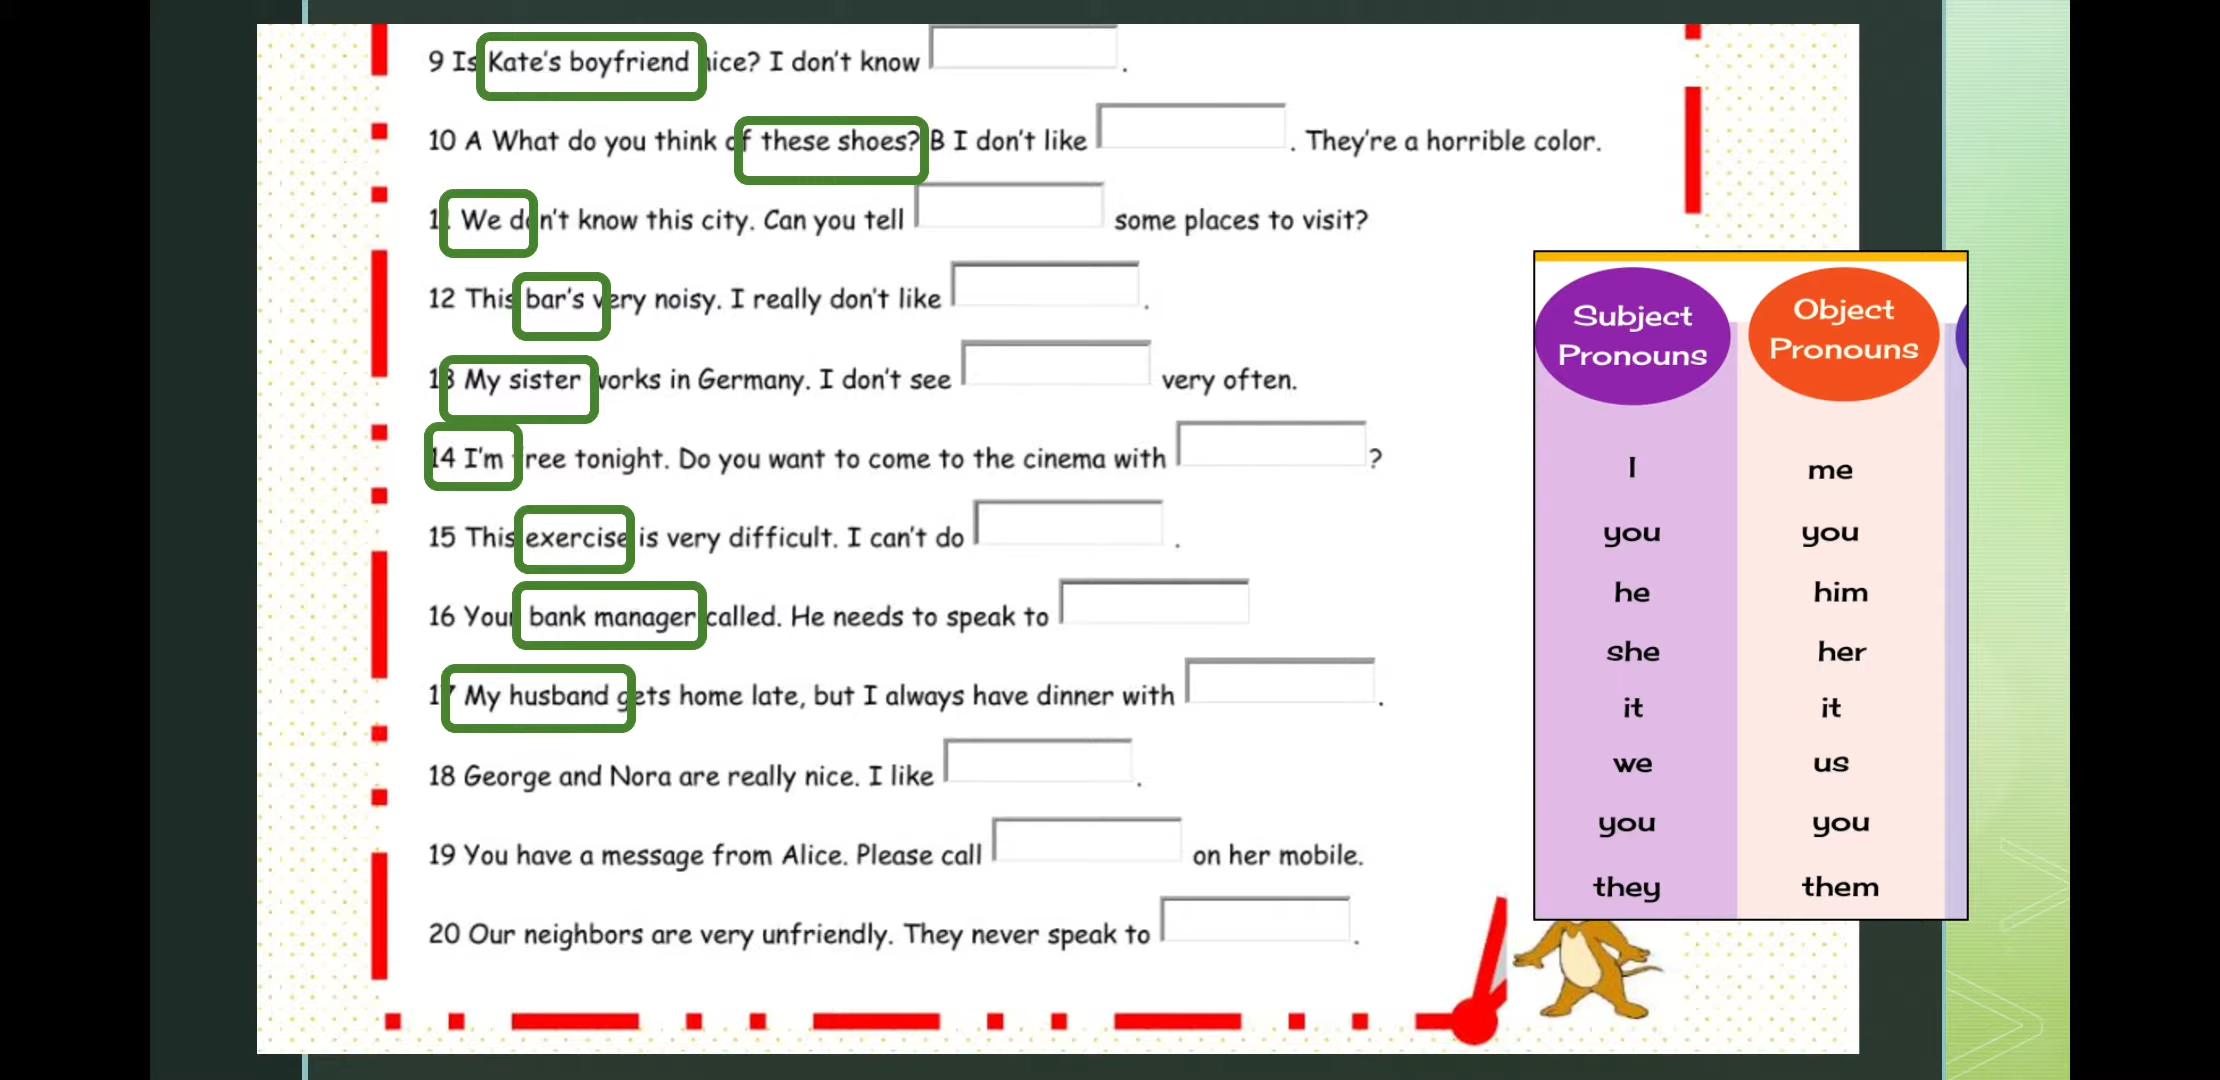 9 Is Kate's boyfriend nice? I don't know .
10 A What do you think of these shoes? B I don't like . They're a horrible color.
11 We don't know this city. Can you tell some places to visit?
12 This bar's very noisy. I really don't like .
13 My sister works in Germany. I don't see very often.
14 I'm free tonight. Do you want to come to the cinema with ?
15 This exercise is very difficult. I can't do .
16 Your bank manager called. He needs to speak to
17 My husband gets home late, but I always have dinner with .
18 George and Nora are really nice. I like .
19 You have a message from Alice. Please call on her mobile.
20 Our neighbors are very unfriendly. They never speak to .
Subject Pronouns
Object Pronouns
I me
you you
he him
she her
it it
we us
you you
they them